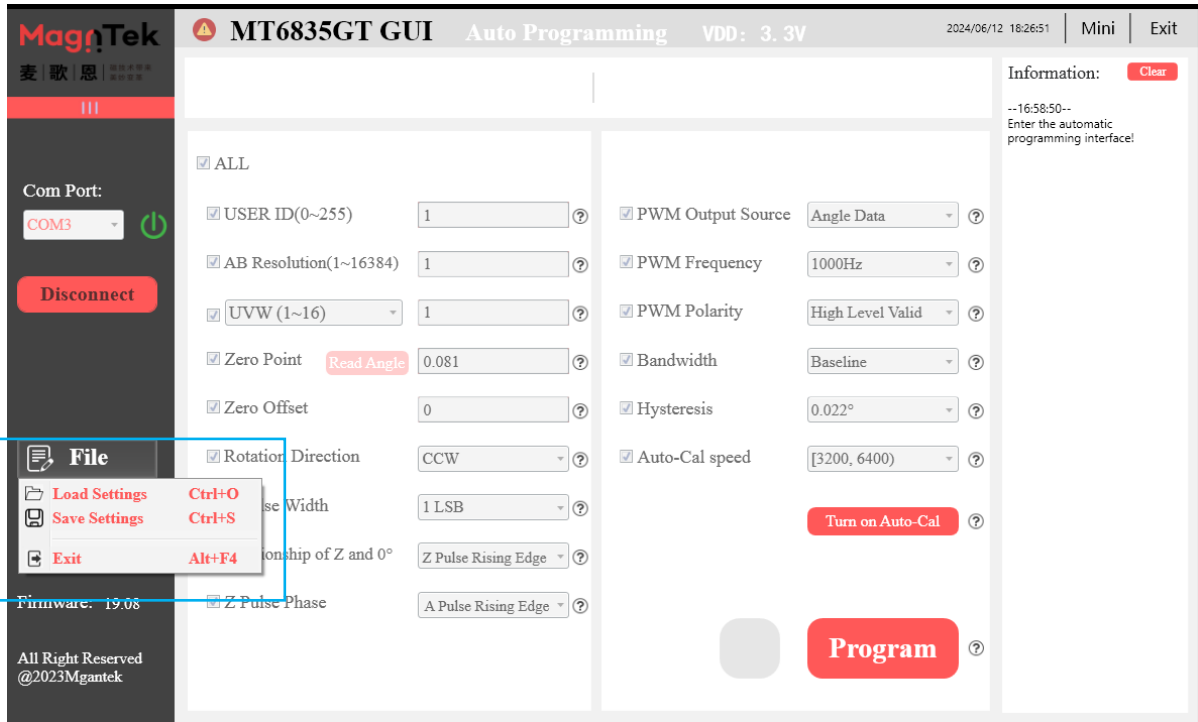 MagnTek
麦歌恩
MT6835GT GUI Auto Programming VDD: 3.3V
2024/06/12 18:26:51 Mini Exit
III
Com Port:
COM3
Disconnect
File
Load Settings Ctrl+O
Save Settings Ctrl+S
Exit Alt+F4
Firmware: 19.08
All Right Reserved
@2023Mgantek
ALL
USER ID(0~255) 1 ?
AB Resolution(1~16384) 1 ?
UVW (1~16) 1 ?
Zero Point Read Angle 0.081 ?
Zero Offset 0 ?
Rotation Direction CCW ?
se Width 1 LSB ?
ionship of Z and 0° Z Pulse Rising Edge ?
Z Pulse Phase A Pulse Rising Edge ?
PWM Output Source Angle Data ?
PWM Frequency 1000Hz ?
PWM Polarity High Level Valid ?
Bandwidth Baseline ?
Hysteresis 0.022° ?
Auto-Cal speed [3200, 6400) ?
Turn on Auto-Cal ?
Program ?
Information: Clear
--16:58:50--
Enter the automatic
programming interface!